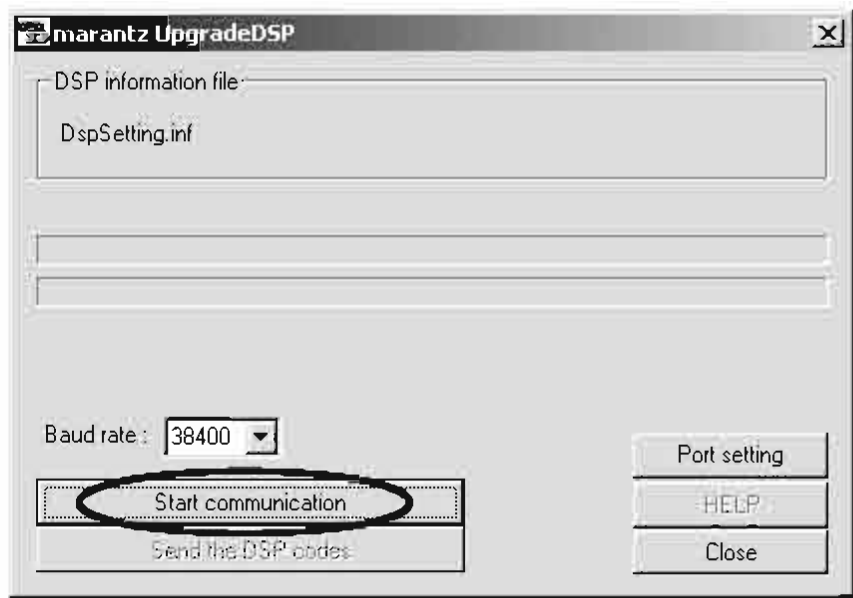 marantz UpgradeDSP
DSP information file
DspSetting.inf
Baud rate : 38400
Port setting
Start communication
HELP
Send the DSP codes
Close